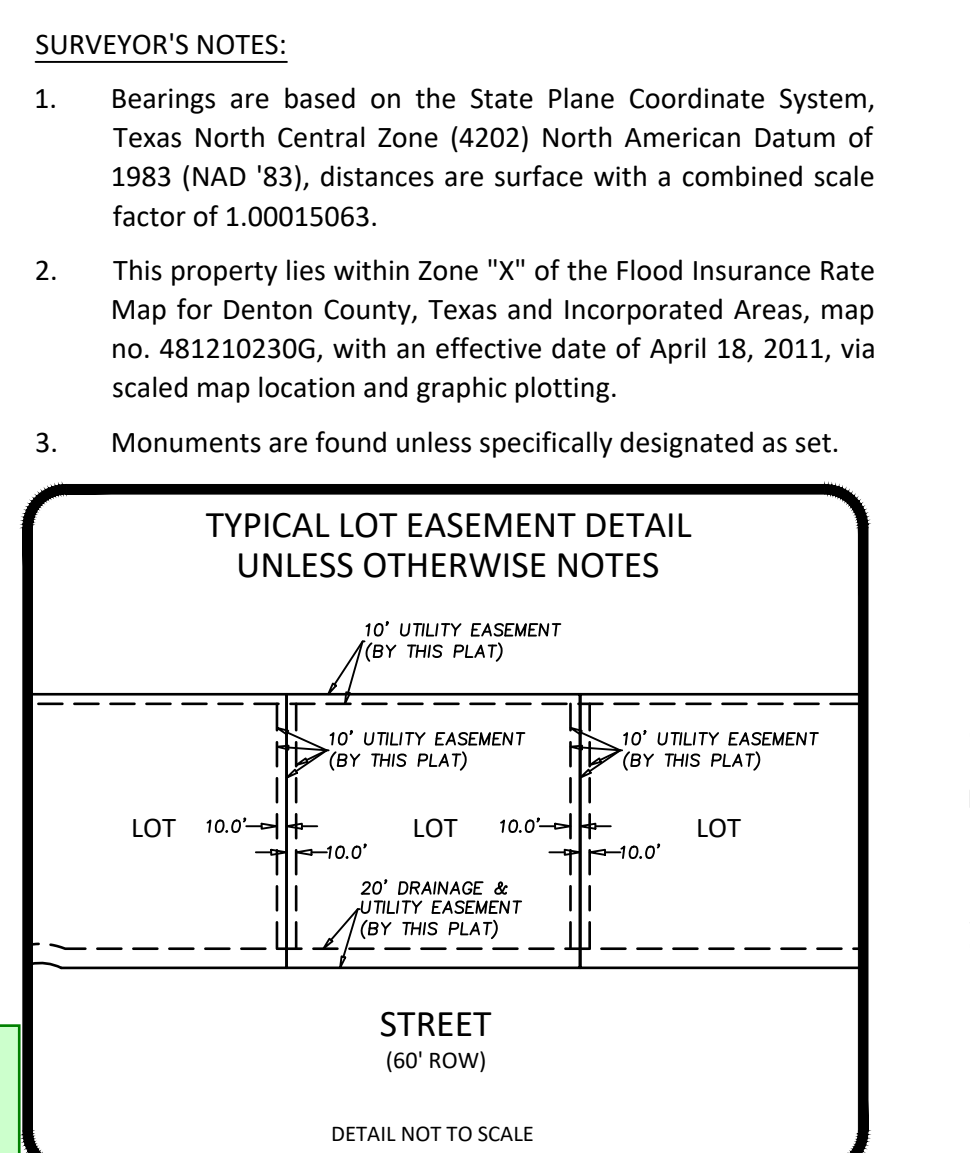 SURVEYOR'S NOTES:
1. Bearings are based on the State Plane Coordinate System,
Texas North Central Zone (4202) North American Datum of
1983 (NAD '83), distances are surface with a combined scale
factor of 1.00015063.
2. This property lies within Zone "X" of the Flood Insurance Rate
Map for Denton County, Texas and Incorporated Areas, map
no. 481210230G, with an effective date of April 18, 2011, via
scaled map location and graphic plotting.
3. Monuments are found unless specifically designated as set.
TYPICAL LOT EASEMENT DETAIL
UNLESS OTHERWISE NOTES
10' UTILITY EASEMENT
(BY THIS PLAT)
10' UTILITY EASEMENT
(BY THIS PLAT)
10' UTILITY EASEMENT
(BY THIS PLAT)
LOT 10.0' LOT 10.0' LOT
10.0' 10.0'
20' DRAINAGE &
UTILITY EASEMENT
(BY THIS PLAT)
STREET
(60' ROW)
DETAIL NOT TO SCALE